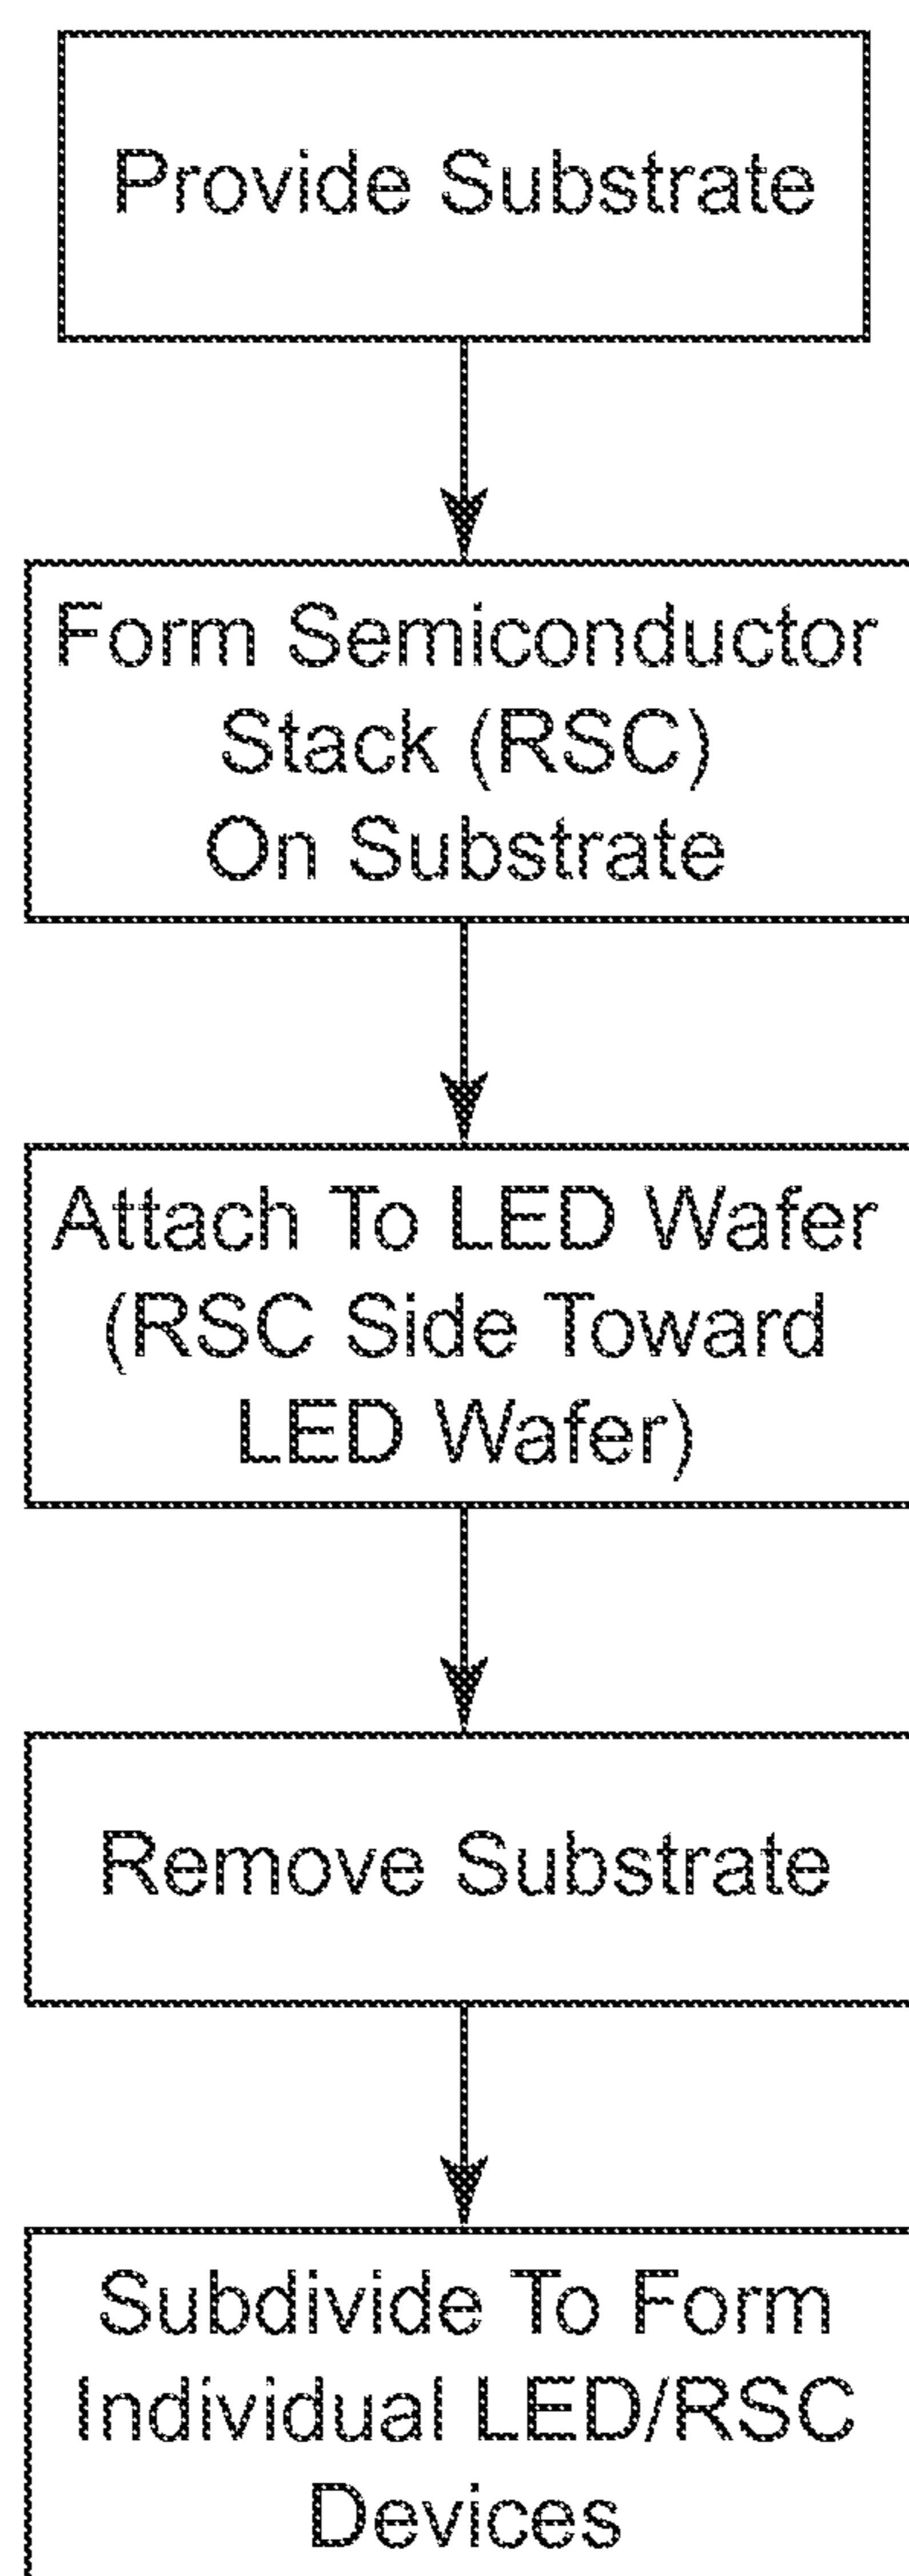 Provide Substrate
Form Semiconductor
Stack (RSC)
On Substrate
Attach To LED Wafer
(RSC Side Toward
LED Wafer)
Remove Substrate
Subdivide To Form
Individual LED/RSC
Devices